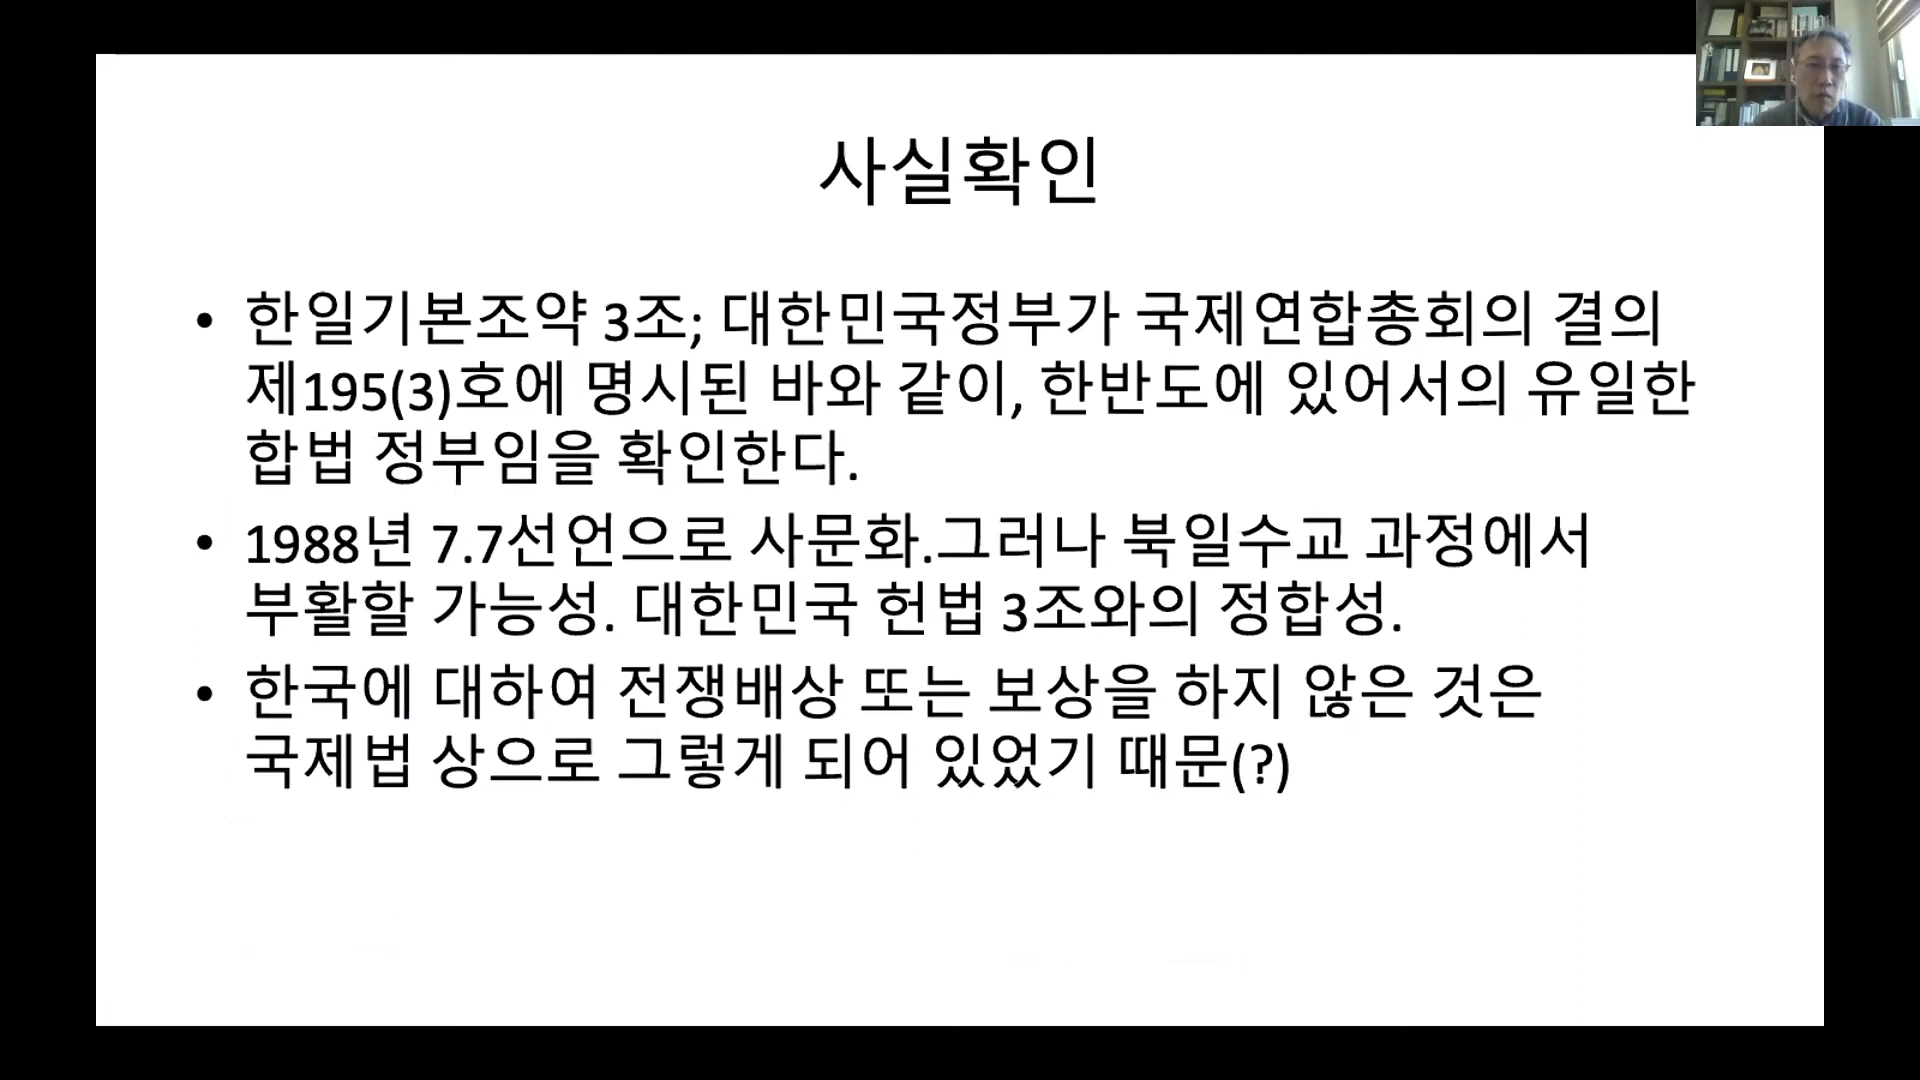 사실확인
• 한일기본조약 3조; 대한민국정부가 국제연합총회의 결의
제195(3)호에 명시된 바와 같이, 한반도에 있어서의 유일한
합법 정부임을 확인한다.
• 1988년 7.7선언으로 사문화.그러나 북일수교 과정에서
부활할 가능성. 대한민국 헌법 3조와의 정합성.
• 한국에 대하여 전쟁배상 또는 보상을 하지 않은 것은
국제법 상으로 그렇게 되어 있었기 때문(?)